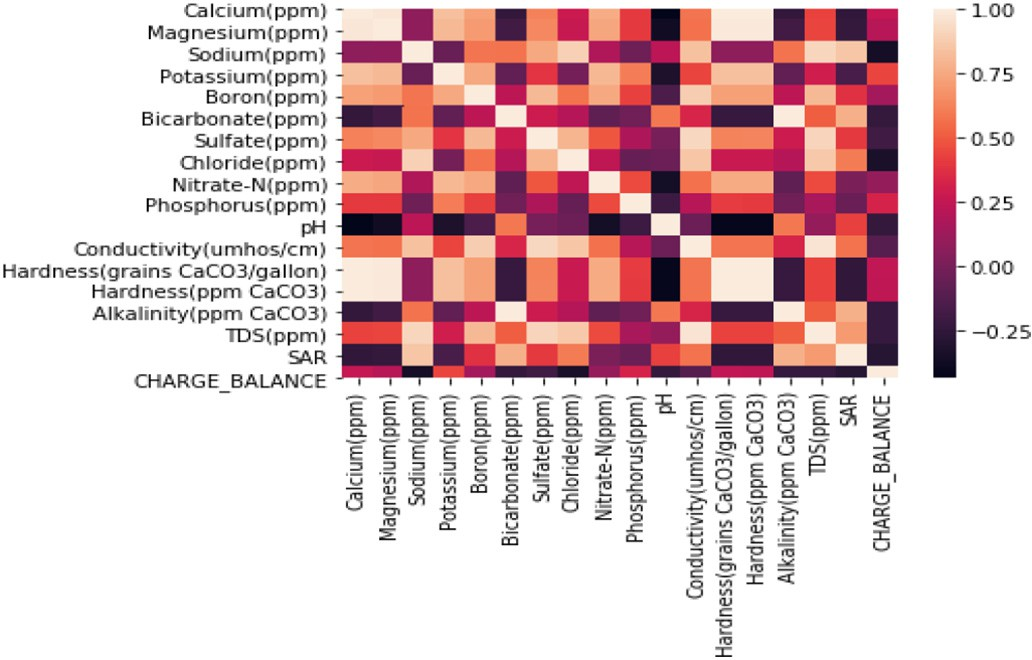 Calcium(ppm)
Magnesium(ppm)
Sodium(ppm)
Potassium(ppm)
Boron(ppm)
Bicarbonate(ppm)
Sulfate(ppm)
Chloride(ppm)
Nitrate-N(ppm)
Phosphorus(ppm)
pH
Conductivity(umhos/cm)
Hardness(grains CaCO3/gallon)
Hardness(ppm CaCO3)
Alkalinity(ppm CaCO3)
TDS(ppm)
SAR
CHARGE_BALANCE
Calcium(ppm)
Magnesium(ppm)
Sodium(ppm)
Potassium(ppm)
Boron(ppm)
Bicarbonate(ppm)
Sulfate(ppm)
Chloride(ppm)
Nitrate-N(ppm)
Phosphorus(ppm)
pH
Conductivity(umhos/cm)
Hardness(grains CaCO3/gallon)
Hardness(ppm CaCO3)
Alkalinity(ppm CaCO3)
TDS(ppm)
SAR
CHARGE_BALANCE
1.00
0.75
0.50
0.25
0.00
−0.25